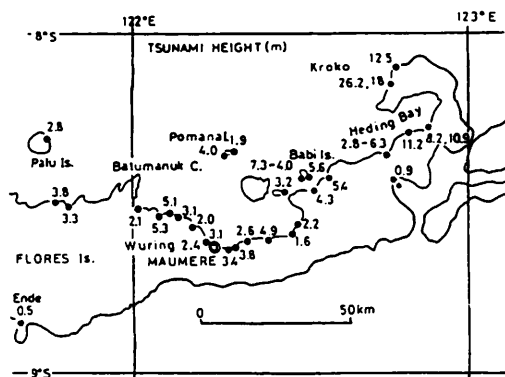 122°E
123°E
8°S
TSUNAMI HEIGHT (m)
12.5
Kroko
26.2, 18
Heding Bay
2.8
Pomana I.
1.9
4.0
Palu Is.
2.8-6.3
11.2
8.2, 10.9
Babi Is.
Batumanuk C.
7.3-4.0
5.6
5.4
0.9
3.2
4.3
3.8
3.3
2.1
5.1
5.3
3.1
2.0
2.2
3.1
2.6
4.9
1.6
Wuring
2.4
3.8
FLORES Is.
MAUMERE
3.4
Ende
0.5
0
50km
9°S